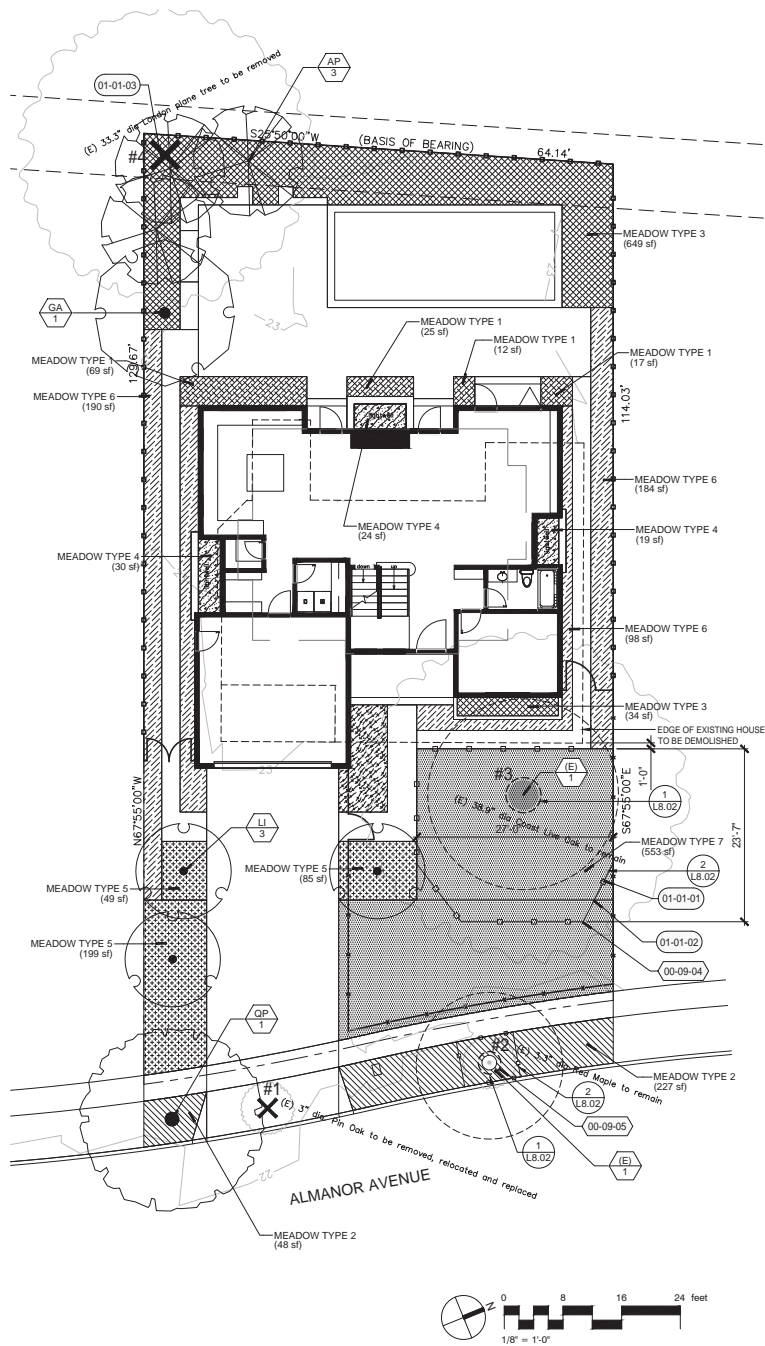 AP
3
01-01-03
(E) 33.3" dia London plane tree to be removed
#4
S25°50'00"W
(BASIS OF BEARING)
64.14'
MEADOW TYPE 3
(649 sf)
23
23
GA
1
MEADOW TYPE 1
(25 sf)
MEADOW TYPE 1
(12 sf)
MEADOW TYPE 1
(17 sf)
MEADOW TYPE 1
(69 sf)
129.67'
MEADOW TYPE 6
(190 sf)
114.03'
MEADOW TYPE 6
(184 sf)
MEADOW TYPE 4
(24 sf)
MEADOW TYPE 4
(19 sf)
MEADOW TYPE 4
(30 sf)
down
up
MEADOW TYPE 6
(98 sf)
MEADOW TYPE 3
(34 sf)
EDGE OF EXISTING HOUSE
TO BE DEMOLISHED
23
#3
(E)
1
1'-0"
1
L8.02
(E) 38.9" dia Coast Live Oak to remain
27'-0"
S67°55'00"E
23'-7"
N67°55'00"W
LI
3
MEADOW TYPE 7
(553 sf)
MEADOW TYPE 5
(85 sf)
2
L8.02
MEADOW TYPE 5
(49 sf)
01-01-01
MEADOW TYPE 5
(199 sf)
01-01-02
00-09-04
QP
1
#2
(E) 3.3" dia Red Maple to remain
MEADOW TYPE 2
(227 sf)
#1
(E) 3" dia. Pin Oak to be removed, relocated and replaced
2
L8.02
00-09-05
1
L8.02
(E)
1
22
ALMANOR AVENUE
MEADOW TYPE 2
(48 sf)
N
0 8 16 24 feet
1/8" = 1'-0"